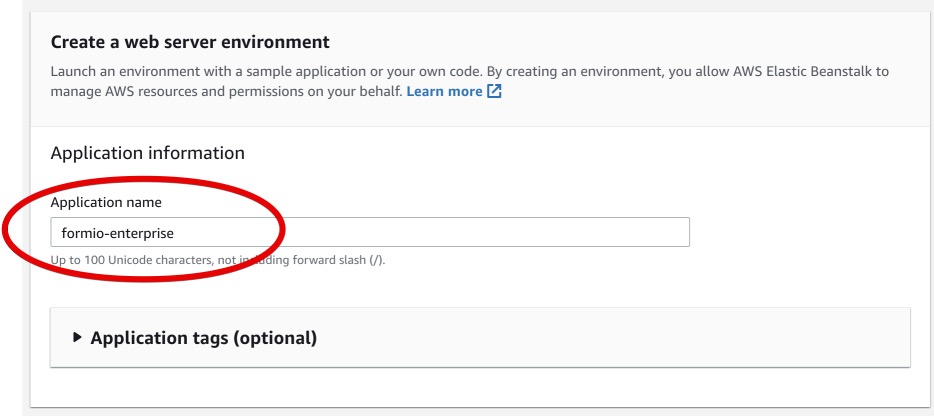 Create a web server environment
Launch an environment with a sample application or your own code. By creating an environment, you allow AWS Elastic Beanstalk to
manage AWS resources and permissions on your behalf. Learn more
Application information
Application name
formio-enterprise
Up to 100 Unicode characters, not including forward slash (/).
Application tags (optional)